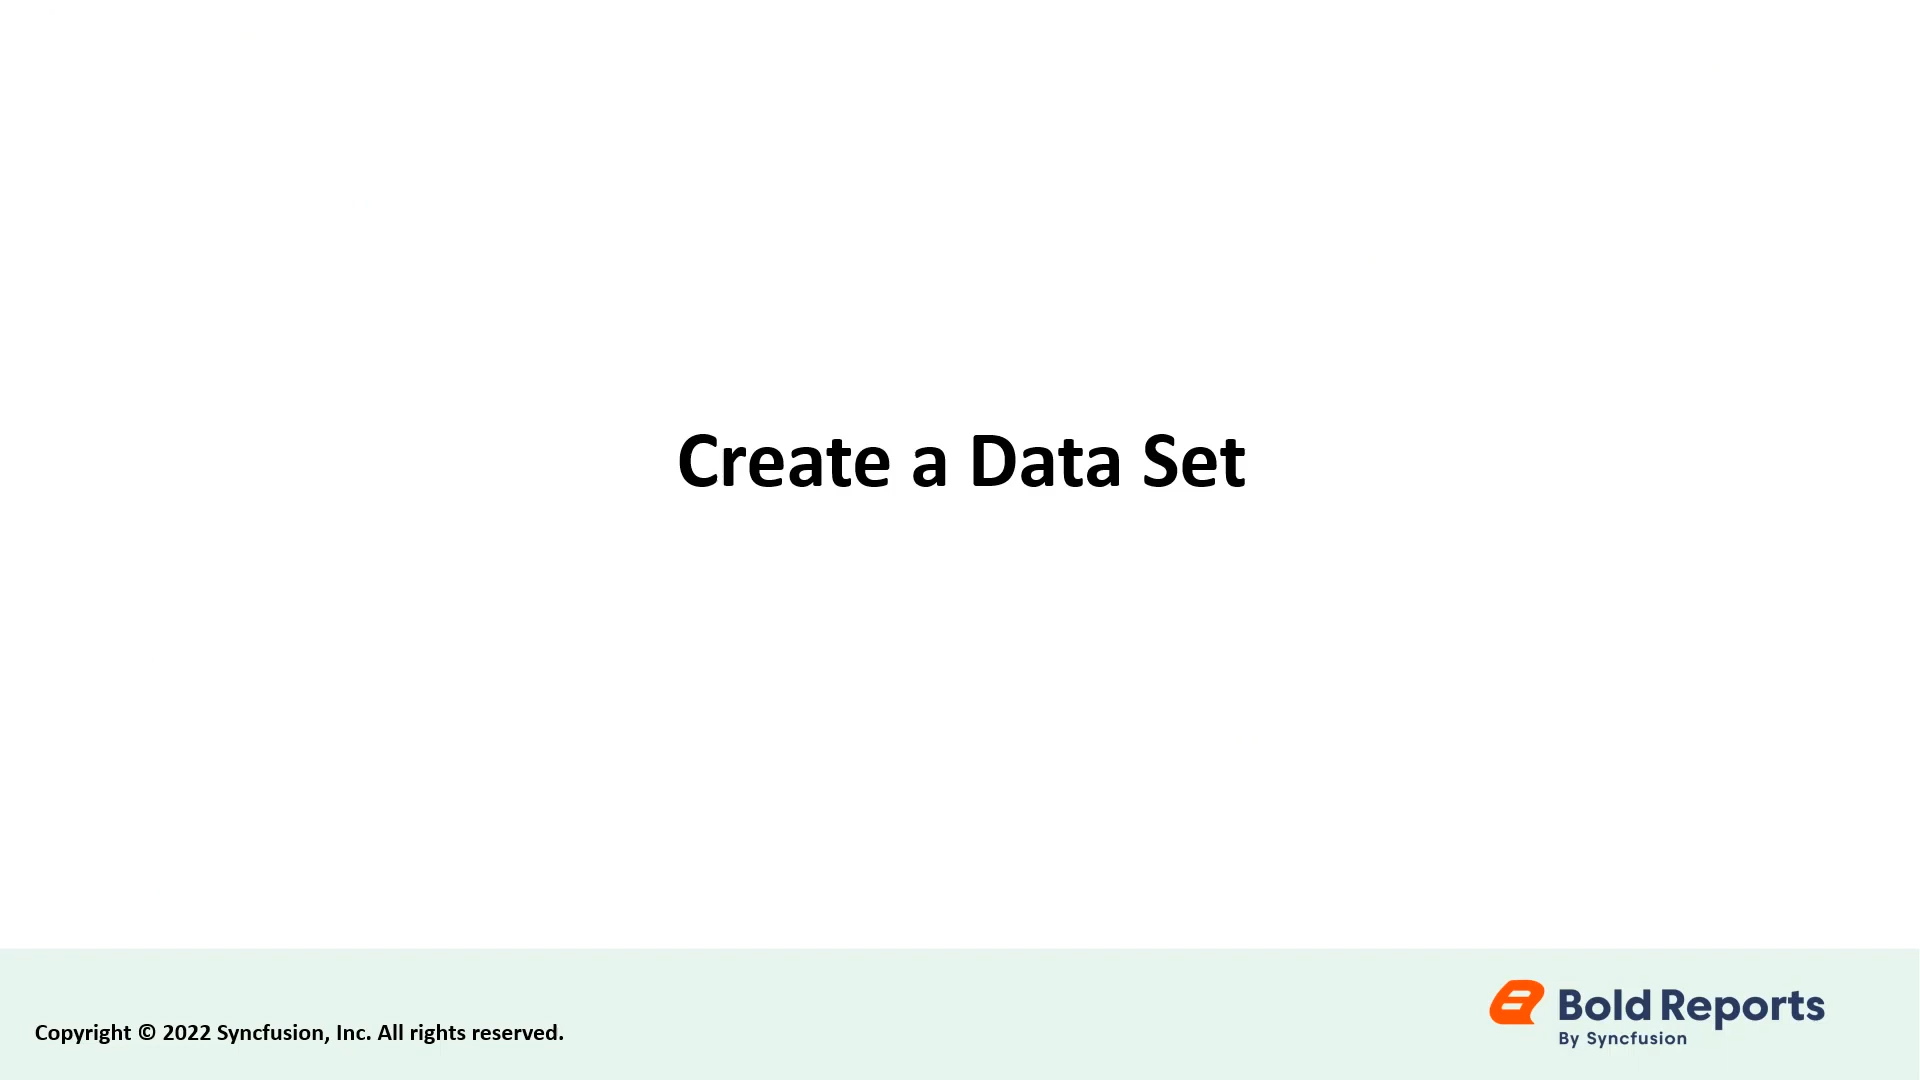 Create a Data Set
Copyright © 2022 Syncfusion, Inc. All rights reserved.
Bold Reports
By Syncfusion